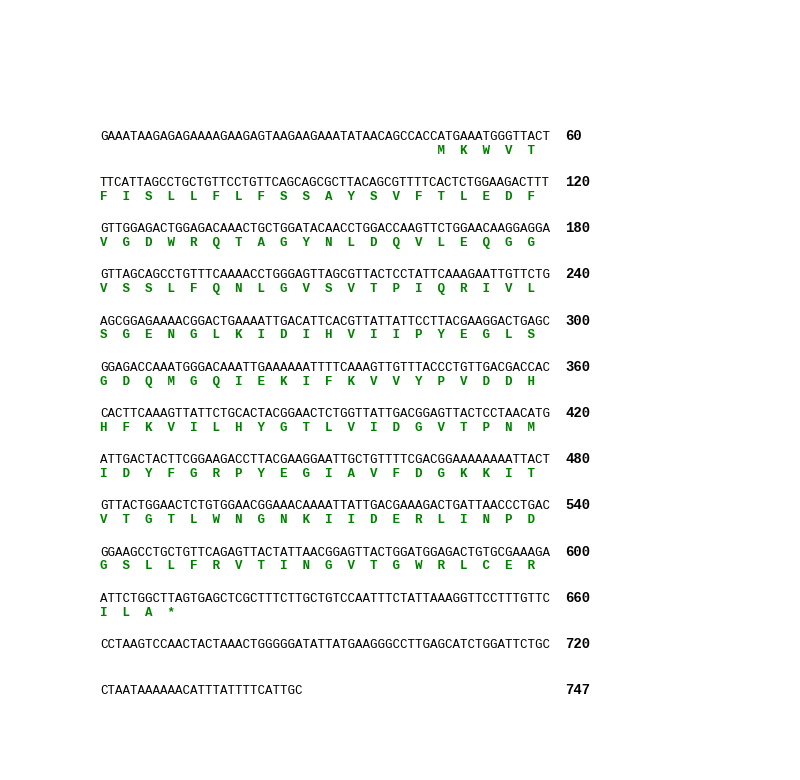 GAAATAAGAGAGAAAAGAAGAGTAAGAAGAAATATAACAGCCACCATGAAATGGGTTACT 60
M K W V T
TTCATTAGCCTGCTGTTCCTGTTCAGCAGCGCTTACAGCGTTTTCACTCTGGAAGACTTT 120
F I S L L F L F S S A Y S V F T L E D F
GTTGGAGACTGGAGACAAACTGCTGGATACAACCTGGACCAAGTTCTGGAACAAGGAGGA 180
V G D W R Q T A G Y N L D Q V L E Q G G
GTTAGCAGCCTGTTTCAAAACCTGGGAGTTAGCGTTACTCCTATTCAAAGAATTGTTCTG 240
V S S L F Q N L G V S V T P I Q R I V L
AGCGGAGAAAACGGACTGAAAATTGACATTCACGTTATTATTCCTTACGAAGGACTGAGC 300
S G E N G L K I D I H V I I P Y E G L S
GGAGACCAAATGGGACAAATTGAAAAAATTTTCAAAGTTGTTTACCCTGTTGACGACCAC 360
G D Q M G Q I E K I F K V V Y P V D D H
CACTTCAAAGTTATTCTGCACTACGGAACTCTGGTTATTGACGGAGTTACTCCTAACATG 420
H F K V I L H Y G T L V I D G V T P N M
ATTGACTACTTCGGAAGACCTTACGAAGGAATTGCTGTTTTCGACGGAAAAAAAATTACT 480
I D Y F G R P Y E G I A V F D G K K I T
GTTACTGGAACTCTGTGGAACGGAAACAAAATTATTGACGAAAGACTGATTAACCCTGAC 540
V T G T L W N G N K I I D E R L I N P D
GGAAGCCTGCTGTTCAGAGTTACTATTAACGGAGTTACTGGATGGAGACTGTGCGAAAGA 600
G S L L F R V T I N G V T G W R L C E R
ATTCTGGCTTAGTGAGCTCGCTTTCTTGCTGTCCAATTTCTATTAAAGGTTCCTTTGTTC 660
I L A *
CCTAAGTCCAACTACTAAACTGGGGGATATTATGAAGGGCCTTGAGCATCTGGATTCTGC 720
CTAATAAAAAACATTTATTTTCATTGC 747